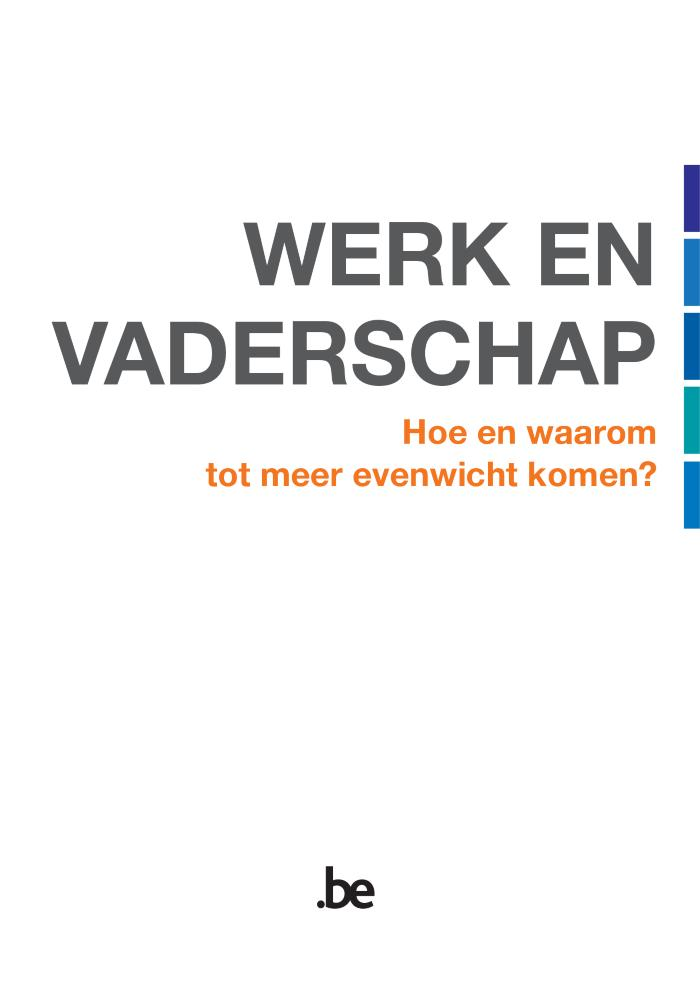 WERK EN
VADERSCHAP
Hoe en waarom
tot meer evenwicht komen?
.be